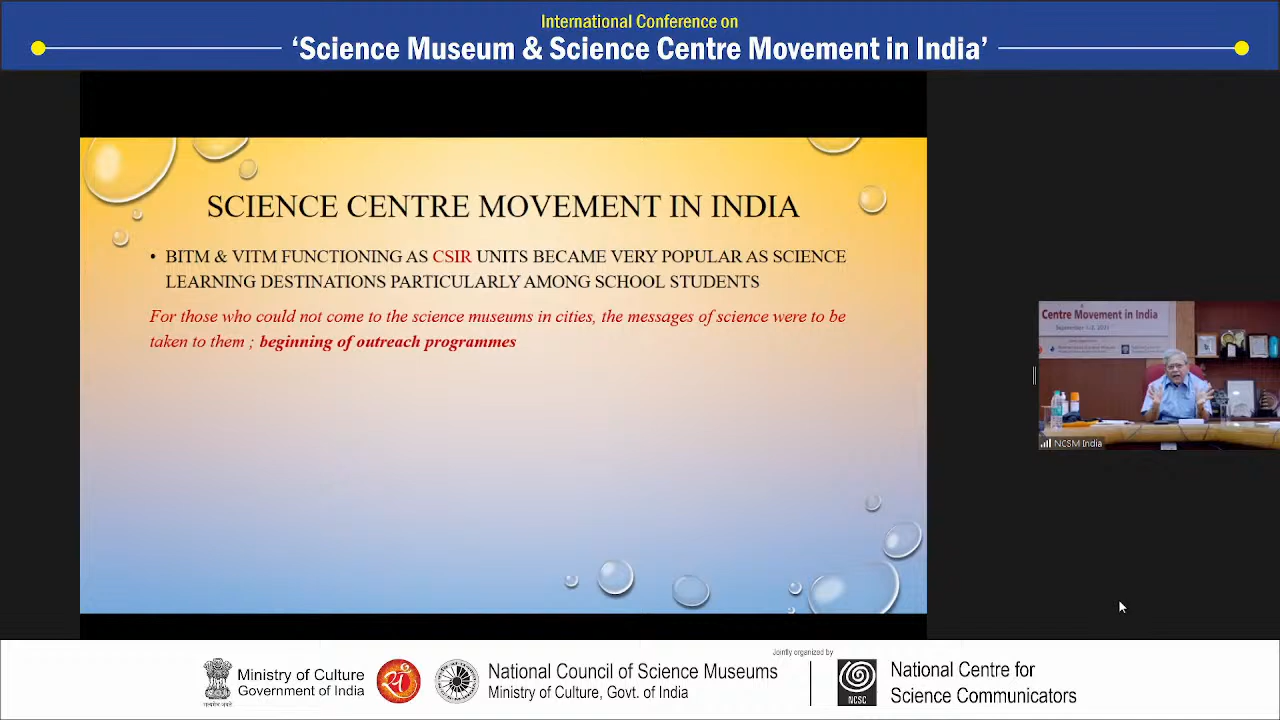 International Conference on
‘Science Museum & Science Centre Movement in India’
SCIENCE CENTRE MOVEMENT IN INDIA
• BITM & VITM FUNCTIONING AS CSIR UNITS BECAME VERY POPULAR AS SCIENCE
LEARNING DESTINATIONS PARTICULARLY AMONG SCHOOL STUDENTS
For those who could not come to the science museums in cities, the messages of science were to be
taken to them ; beginning of outreach programmes
Centre Movement in India
NCSM India
Jointly organized by
Ministry of Culture
Government of India
सत्यमेव जयते
National Council of Science Museums
Ministry of Culture, Govt. of India
NCSC
National Centre for
Science Communicators